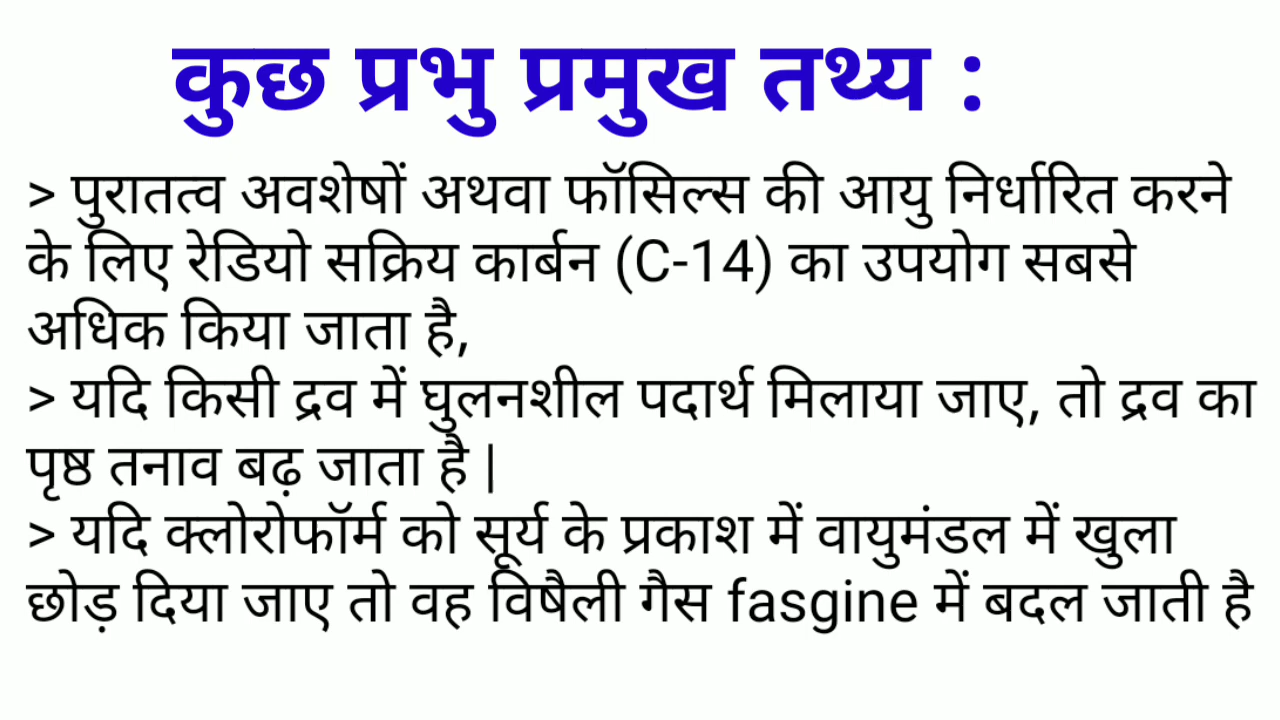 कुछ प्रभु प्रमुख तथ्य :
> पुरातत्व अवशेषों अथवा फॉसिल्स की आयु निर्धारित करने
के लिए रेडियो सक्रिय कार्बन (C-14) का उपयोग सबसे
अधिक किया जाता है,
> यदि किसी द्रव में घुलनशील पदार्थ मिलाया जाए, तो द्रव का
पृष्ठ तनाव बढ़ जाता है |
> यदि क्लोरोफॉर्म को सूर्य के प्रकाश में वायुमंडल में खुला
छोड़ दिया जाए तो वह विषैली गैस fasgine में बदल जाती है